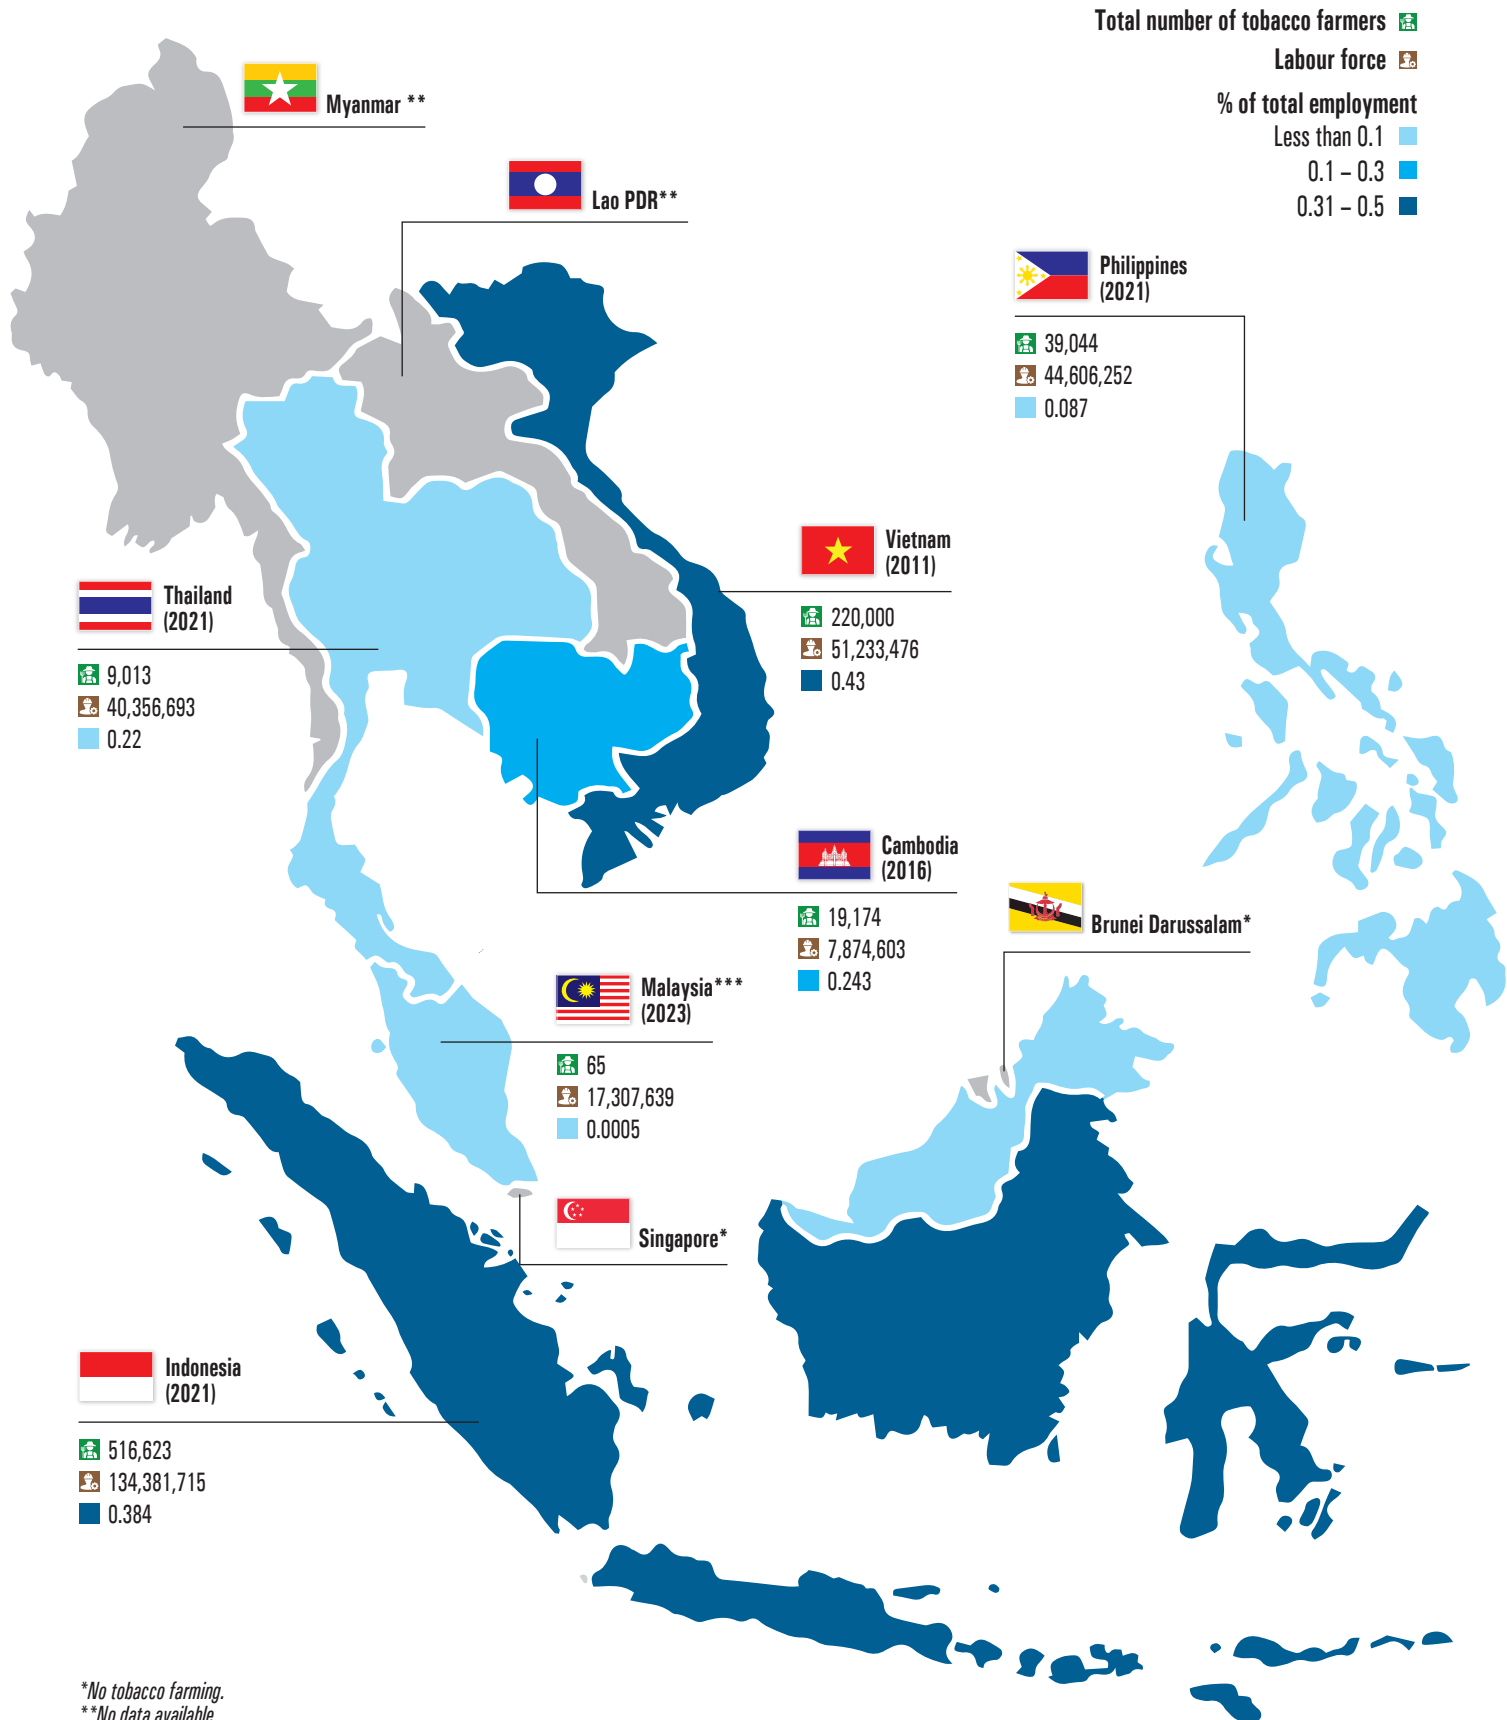 Total number of tobacco farmers
Labour force
% of total employment
Less than 0.1
0.1 – 0.3
0.31 – 0.5
Myanmar **
Lao PDR**
Philippines
(2021)
39,044
44,606,252
0.087
Vietnam
(2011)
220,000
51,233,476
0.43
Thailand
(2021)
9,013
40,356,693
0.22
Cambodia
(2016)
19,174
7,874,603
0.243
Brunei Darussalam*
Malaysia***
(2023)
65
17,307,639
0.0005
Singapore*
Indonesia
(2021)
516,623
134,381,715
0.384
*No tobacco farming.
**No data available